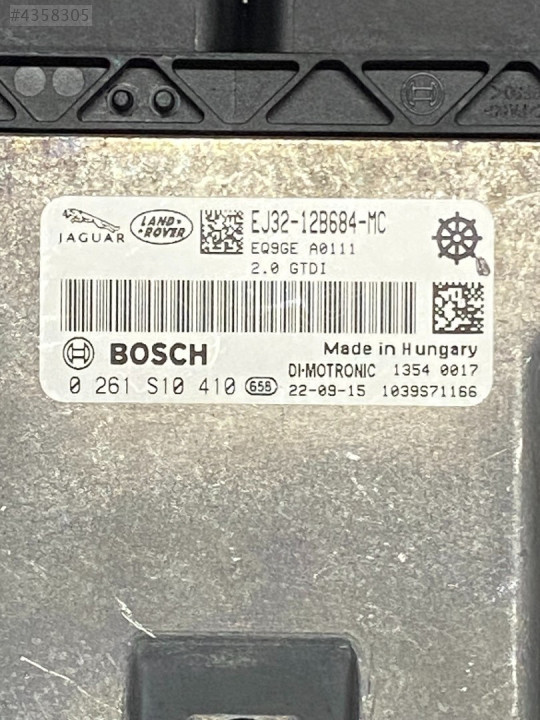 #4358305
JAGUAR
LAND-
ROVER
EJ32-12B684-MC
EQ9GE A0111
2.0 GTDI
BOSCH
Made in Hungary
DI-MOTRONIC 1354 0017
0 261 S10 410 G5B 22-09-15 1039S71166